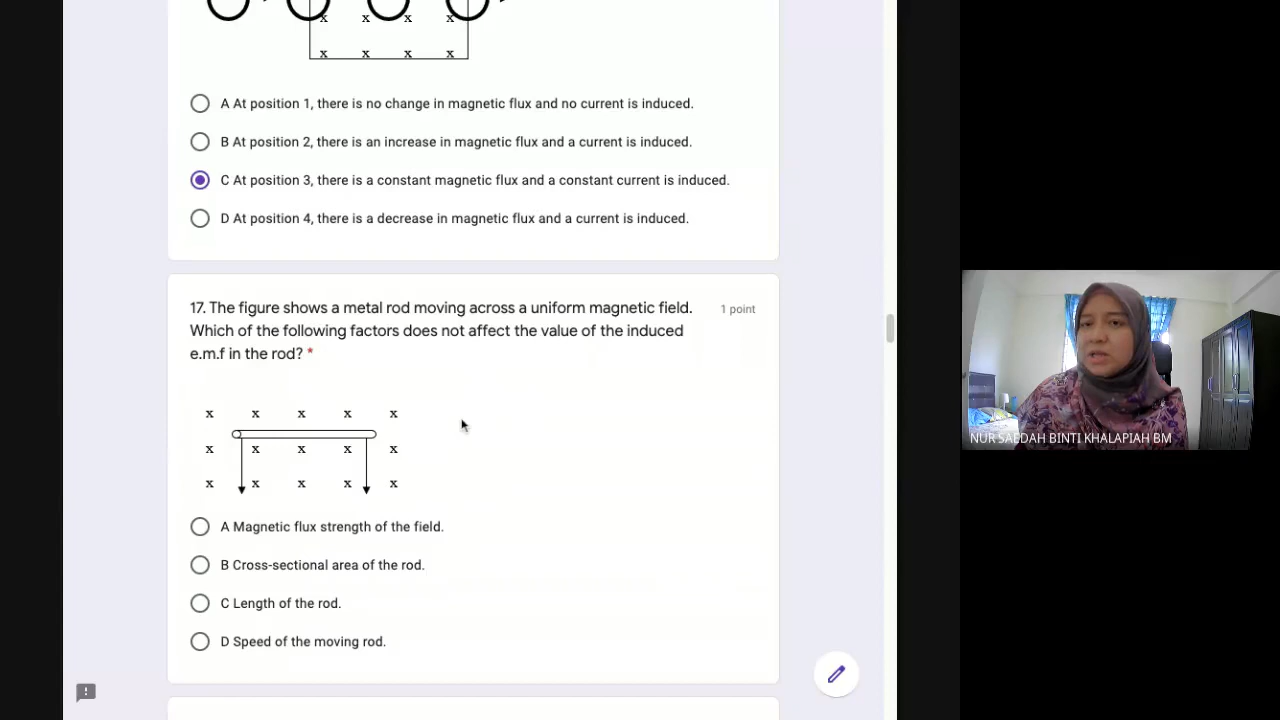 x x x x
x x x x
A At position 1, there is no change in magnetic flux and no current is induced.
B At position 2, there is an increase in magnetic flux and a current is induced.
C At position 3, there is a constant magnetic flux and a constant current is induced.
D At position 4, there is a decrease in magnetic flux and a current is induced.
17. The figure shows a metal rod moving across a uniform magnetic field. 1 point
Which of the following factors does not affect the value of the induced
e.m.f in the rod? *
x x x x x
x x x x x
x x x x x
A Magnetic flux strength of the field.
B Cross-sectional area of the rod.
C Length of the rod.
D Speed of the moving rod.
NUR SAEDAH BINTI KHALAPIAH BM